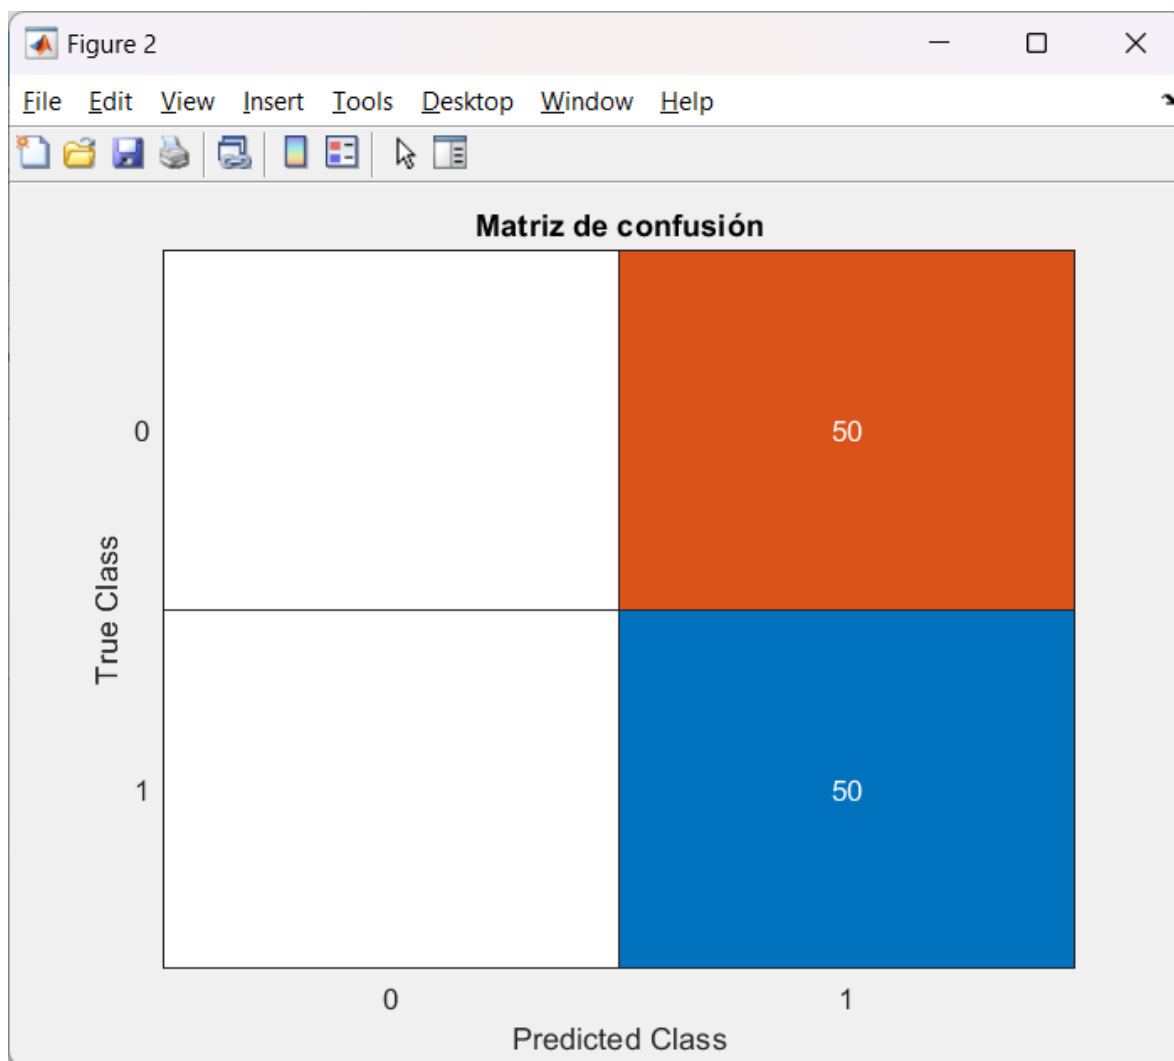 Figure 2
File Edit View Insert Tools Desktop Window Help
Matriz de confusión
0
50
True Class
1
50
0 1
Predicted Class